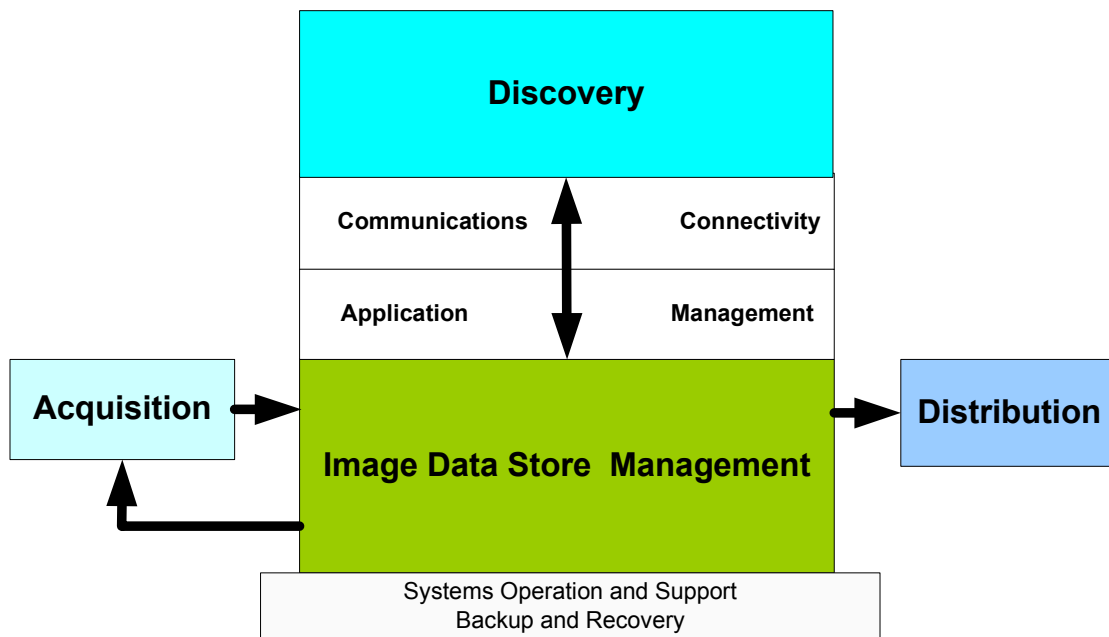 Discovery
Communications Connectivity
Application Management
Acquisition
Distribution
Image Data Store  Management
Systems Operation and Support
Backup and Recovery